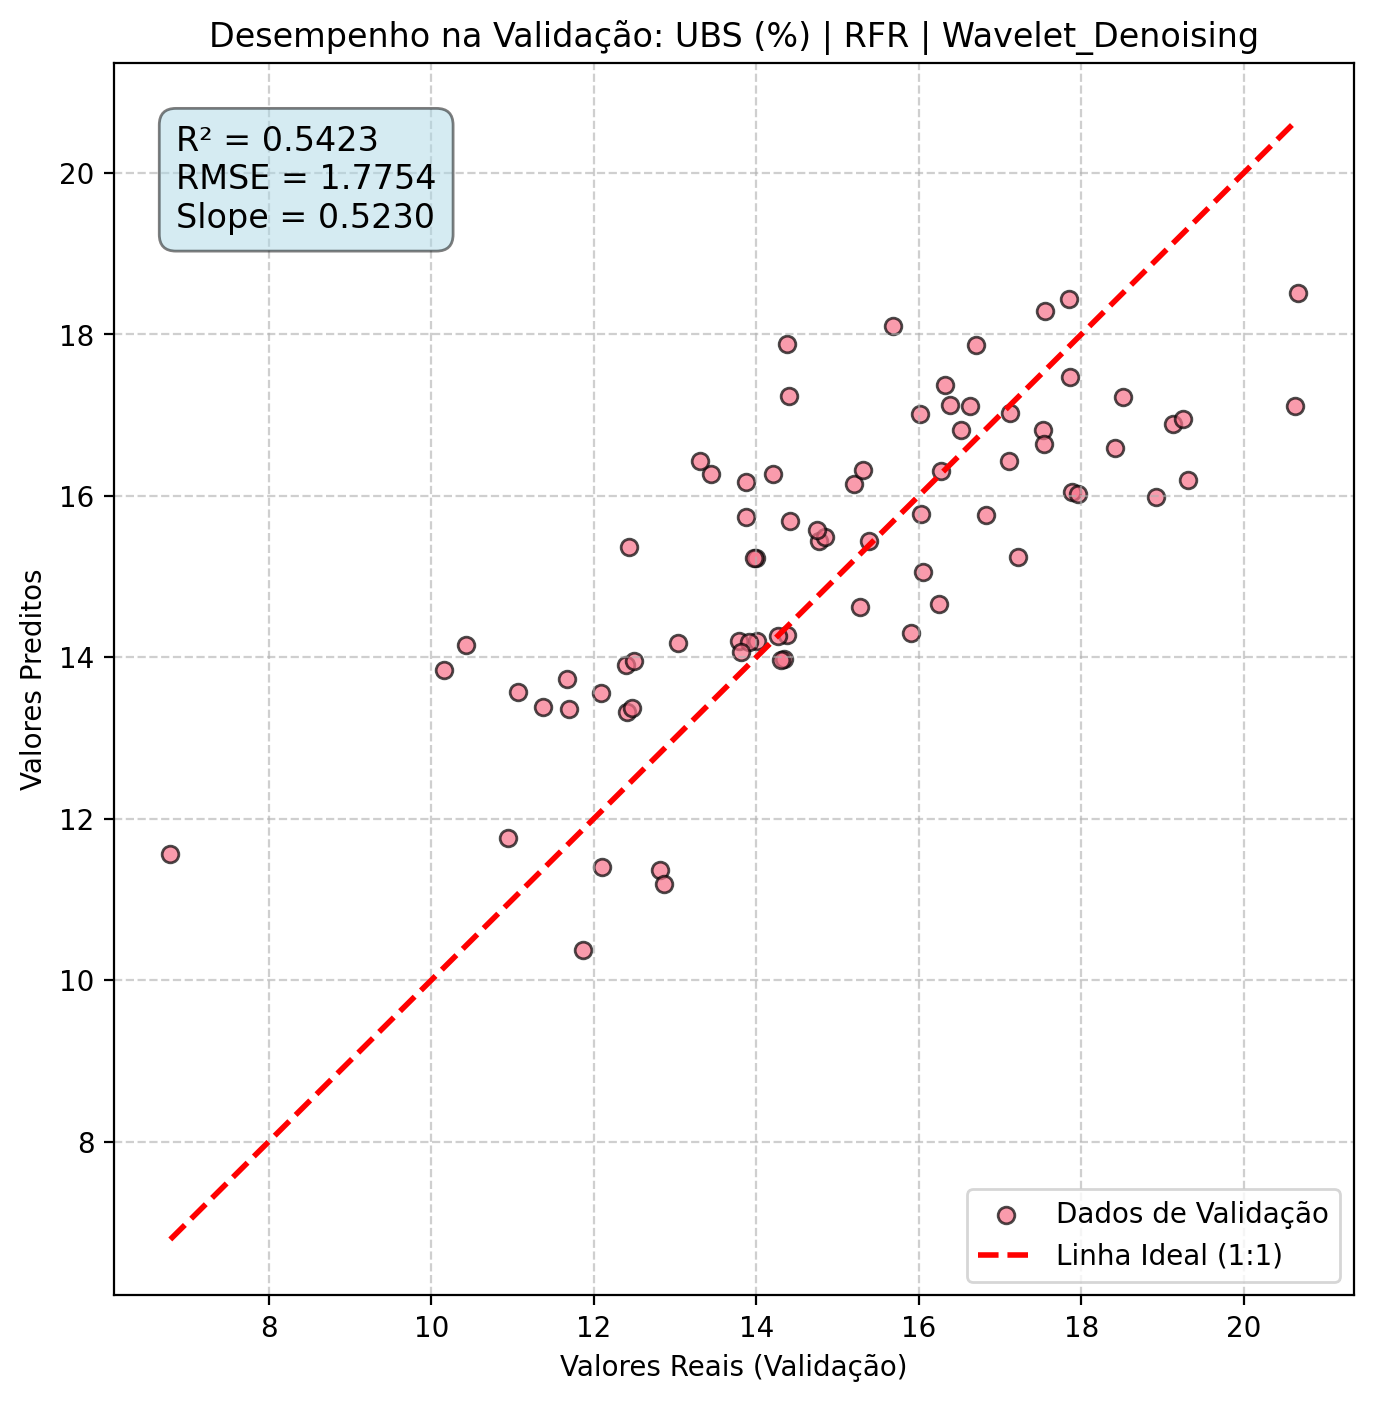 Desempenho na Validação: UBS (%) | RFR | Wavelet_Denoising
R² = 0.5423
RMSE = 1.7754
Slope = 0.5230
20
18
16
14
12
10
8
Valores Preditos
Dados de Validação
Linha Ideal (1:1)
8 10 12 14 16 18 20
Valores Reais (Validação)